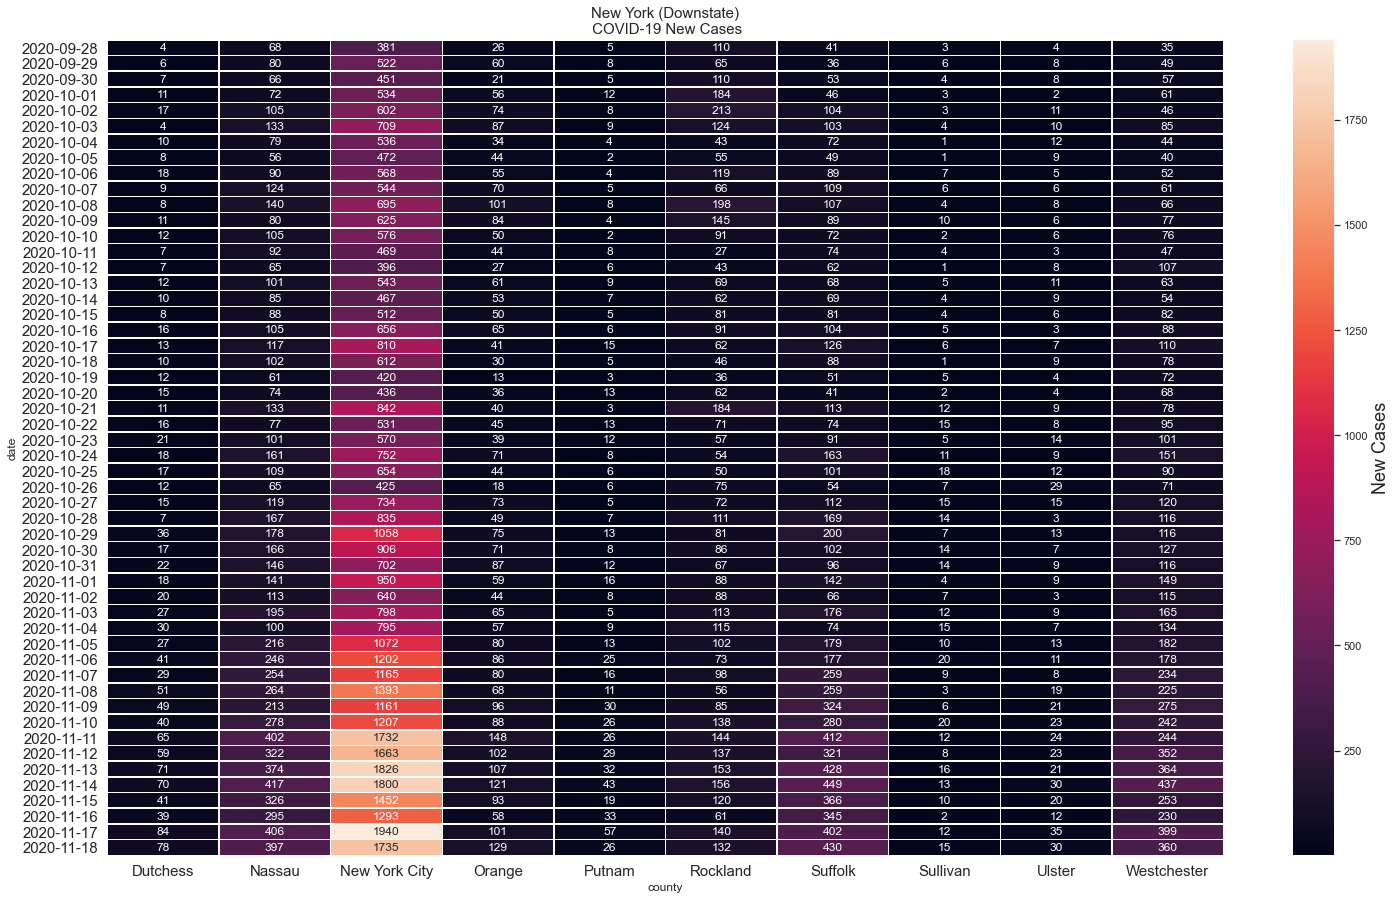 New York (Downstate)
COVID-19 New Cases
2020-09-28 4 68 381 26 5 110 41 3 4 35
2020-09-29 6 80 522 60 8 65 36 6 8 49
2020-09-30 7 66 451 21 5 110 53 4 8 57
2020-10-01 11 72 534 56 12 184 46 3 2 61
2020-10-02 17 105 602 74 8 213 104 3 11 46
2020-10-03 4 133 709 87 9 124 103 4 10 85
2020-10-04 10 79 536 34 4 43 72 1 12 44
2020-10-05 8 56 472 44 2 55 49 1 9 40
2020-10-06 18 90 568 55 4 119 89 7 5 52
2020-10-07 9 124 544 70 5 66 109 6 6 61
2020-10-08 8 140 695 101 8 198 107 4 8 66
2020-10-09 11 80 625 84 4 145 89 10 6 77
2020-10-10 12 105 576 50 2 91 72 2 6 76
2020-10-11 7 92 469 44 8 27 74 4 3 47
2020-10-12 7 65 396 27 6 43 62 1 8 107
2020-10-13 12 101 543 61 9 69 68 5 11 63
2020-10-14 10 85 467 53 7 62 69 4 9 54
2020-10-15 8 88 512 50 5 81 81 4 6 82
2020-10-16 16 105 656 65 6 91 104 5 3 88
2020-10-17 13 117 810 41 15 62 126 6 7 110
2020-10-18 10 102 612 30 5 46 88 1 9 78
2020-10-19 12 61 420 13 3 36 51 5 4 72
2020-10-20 15 74 436 36 13 62 41 2 4 68
2020-10-21 11 133 842 40 3 184 113 12 9 78
2020-10-22 16 77 531 45 13 71 74 15 8 95
2020-10-23 21 101 570 39 12 57 91 5 14 101
2020-10-24 18 161 752 71 8 54 163 11 9 151
2020-10-25 17 109 654 44 6 50 101 18 12 90
2020-10-26 12 65 425 18 6 75 54 7 29 71
2020-10-27 15 119 734 73 5 72 112 15 15 120
2020-10-28 7 167 835 49 7 111 169 14 3 116
2020-10-29 36 178 1058 75 13 81 200 7 13 116
2020-10-30 17 166 906 71 8 86 102 14 7 127
2020-10-31 22 146 702 87 12 67 96 14 9 116
2020-11-01 18 141 950 59 16 88 142 4 9 149
2020-11-02 20 113 640 44 8 88 66 7 3 115
2020-11-03 27 195 798 65 5 113 176 12 9 165
2020-11-04 30 100 795 57 9 115 74 15 7 134
2020-11-05 27 216 1072 80 13 102 179 10 13 182
2020-11-06 41 246 1202 86 25 73 177 20 11 178
2020-11-07 29 254 1165 80 16 98 259 9 8 234
2020-11-08 51 264 1393 68 11 56 259 3 19 225
2020-11-09 49 213 1161 96 30 85 324 6 21 275
2020-11-10 40 278 1207 88 26 138 280 20 23 242
2020-11-11 65 402 1732 148 26 144 412 12 24 244
2020-11-12 59 322 1663 102 29 137 321 8 23 352
2020-11-13 71 374 1826 107 32 153 428 16 21 364
2020-11-14 70 417 1800 121 43 156 449 13 30 437
2020-11-15 41 326 1452 93 19 120 366 10 20 253
2020-11-16 39 295 1293 58 33 61 345 2 12 230
2020-11-17 84 406 1940 101 57 140 402 12 35 399
2020-11-18 78 397 1735 129 26 132 430 15 30 360
Dutchess Nassau New York City Orange Putnam Rockland Suffolk Sullivan Ulster Westchester
county
date
1750
1500
1250
1000
750
500
250
New Cases